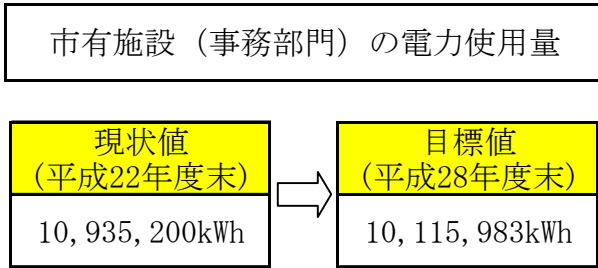 市有施設（事務部門）の電力使用量
現状値
（平成22年度末）
10,935,200kWh
目標値
（平成28年度末）
10,115,983kWh